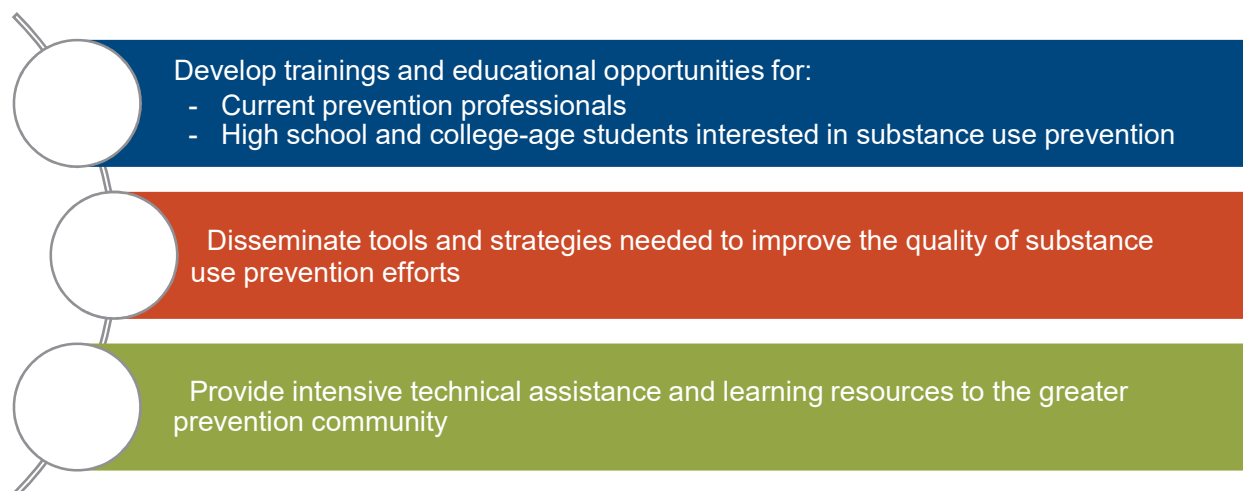 Develop trainings and educational opportunities for:
- Current prevention professionals
- High school and college-age students interested in substance use prevention
Disseminate tools and strategies needed to improve the quality of substance
use prevention efforts
Provide intensive technical assistance and learning resources to the greater
prevention community